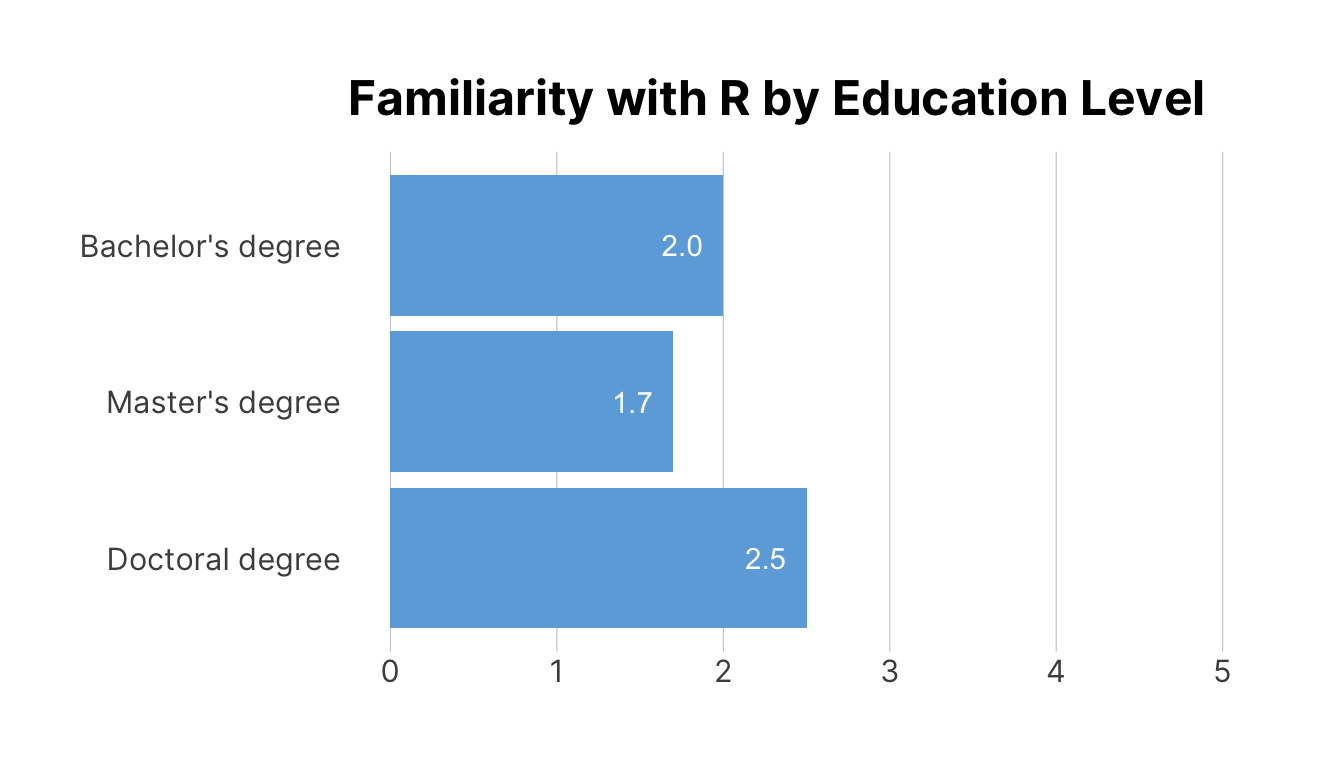 Familiarity with R by Education Level
Bachelor's degree
2.0
Master's degree
1.7
Doctoral degree
2.5
0 1 2 3 4 5